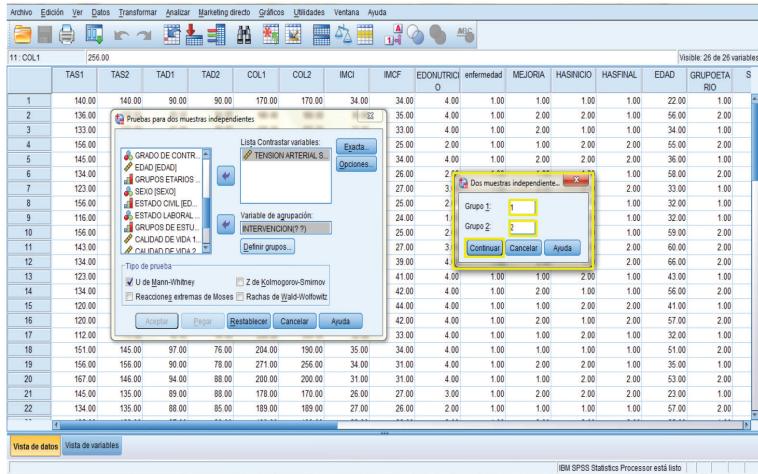 Archivo Edición Ver Datos Transformar Analizar Marketing directo Gráficos Utilidades Ventana Ayuda
11 : COL1 256.00 Visible: 26 de 26 variables
TAS1 TAS2 TAD1 TAD2 COL1 COL2 IMCI IMCF EDONUTRICI enfermedad MEJORIA HASINICIO HASFINAL EDAD GRUPOETA S
O RIO
1 140.00 140.00 90.00 90.00 170.00 170.00 34.00 34.00 4.00 1.00 1.00 1.00 1.00 22.00 1.00
2 136.00 35.00 4.00 1.00 2.00 1.00 2.00 56.00 2.00
3 133.00 33.00 4.00 1.00 1.00 1.00 1.00 34.00 1.00
4 156.00 25.00 2.00 1.00 1.00 2.00 2.00 55.00 2.00
5 145.00 34.00 4.00 1.00 2.00 2.00 2.00 36.00 1.00
6 134.00 26.00 58.00 2.00
7 123.00 27.00 33.00 1.00
8 156.00 25.00 32.00 1.00
9 116.00 24.00 32.00 1.00
10 156.00 25.00 59.00 2.00
11 143.00 27.00 60.00 2.00
12 134.00 39.00 66.00 2.00
13 123.00 41.00 4.00 1.00 1.00 1.00 1.00 43.00 1.00
14 134.00 42.00 4.00 1.00 2.00 1.00 1.00 56.00 2.00
15 120.00 44.00 4.00 1.00 1.00 1.00 2.00 41.00 1.00
16 120.00 42.00 4.00 1.00 2.00 1.00 2.00 57.00 2.00
17 112.00 33.00 4.00 1.00 2.00 1.00 1.00 32.00 1.00
18 151.00 145.00 97.00 76.00 204.00 190.00 35.00 34.00 4.00 1.00 1.00 1.00 1.00 51.00 2.00
19 156.00 156.00 90.00 78.00 271.00 256.00 34.00 31.00 4.00 1.00 1.00 2.00 2.00 56.00 2.00
20 167.00 146.00 94.00 88.00 200.00 200.00 31.00 31.00 4.00 1.00 1.00 2.00 2.00 53.00 2.00
21 145.00 135.00 89.00 88.00 178.00 170.00 26.00 27.00 3.00 1.00 2.00 2.00 2.00 23.00 1.00
22 134.00 135.00 88.00 85.00 189.00 189.00 27.00 26.00 2.00 1.00 1.00 1.00 1.00 57.00 2.00
Pruebas para dos muestras independientes
Lista Contrastar variables:
TENSION ARTERIAL S...
Exacta...
Opciones...
GRADO DE CONTR...
EDAD [EDAD]
GRUPOS ETARIOS ...
SEXO [SEXO]
ESTADO CIVIL [ED...
ESTADO LABORAL ...
GRUPOS DE ESTU...
CALIDAD DE VIDA 1...
CALIDAD DE VIDA 2...
Variable de agrupación:
INTERVENCION(? ?)
Definir grupos...
Tipo de prueba
U de Mann-Whitney Z de Kolmogorov-Smirnov
Reacciones extremas de Moses Rachas de Wald-Wolfowitz
Aceptar Pegar Restablecer Cancelar Ayuda
Dos muestras independiente...
Grupo 1: 1
Grupo 2: 2
Continuar Cancelar Ayuda
Vista de datos Vista de variables
IBM SPSS Statistics Processor está listo